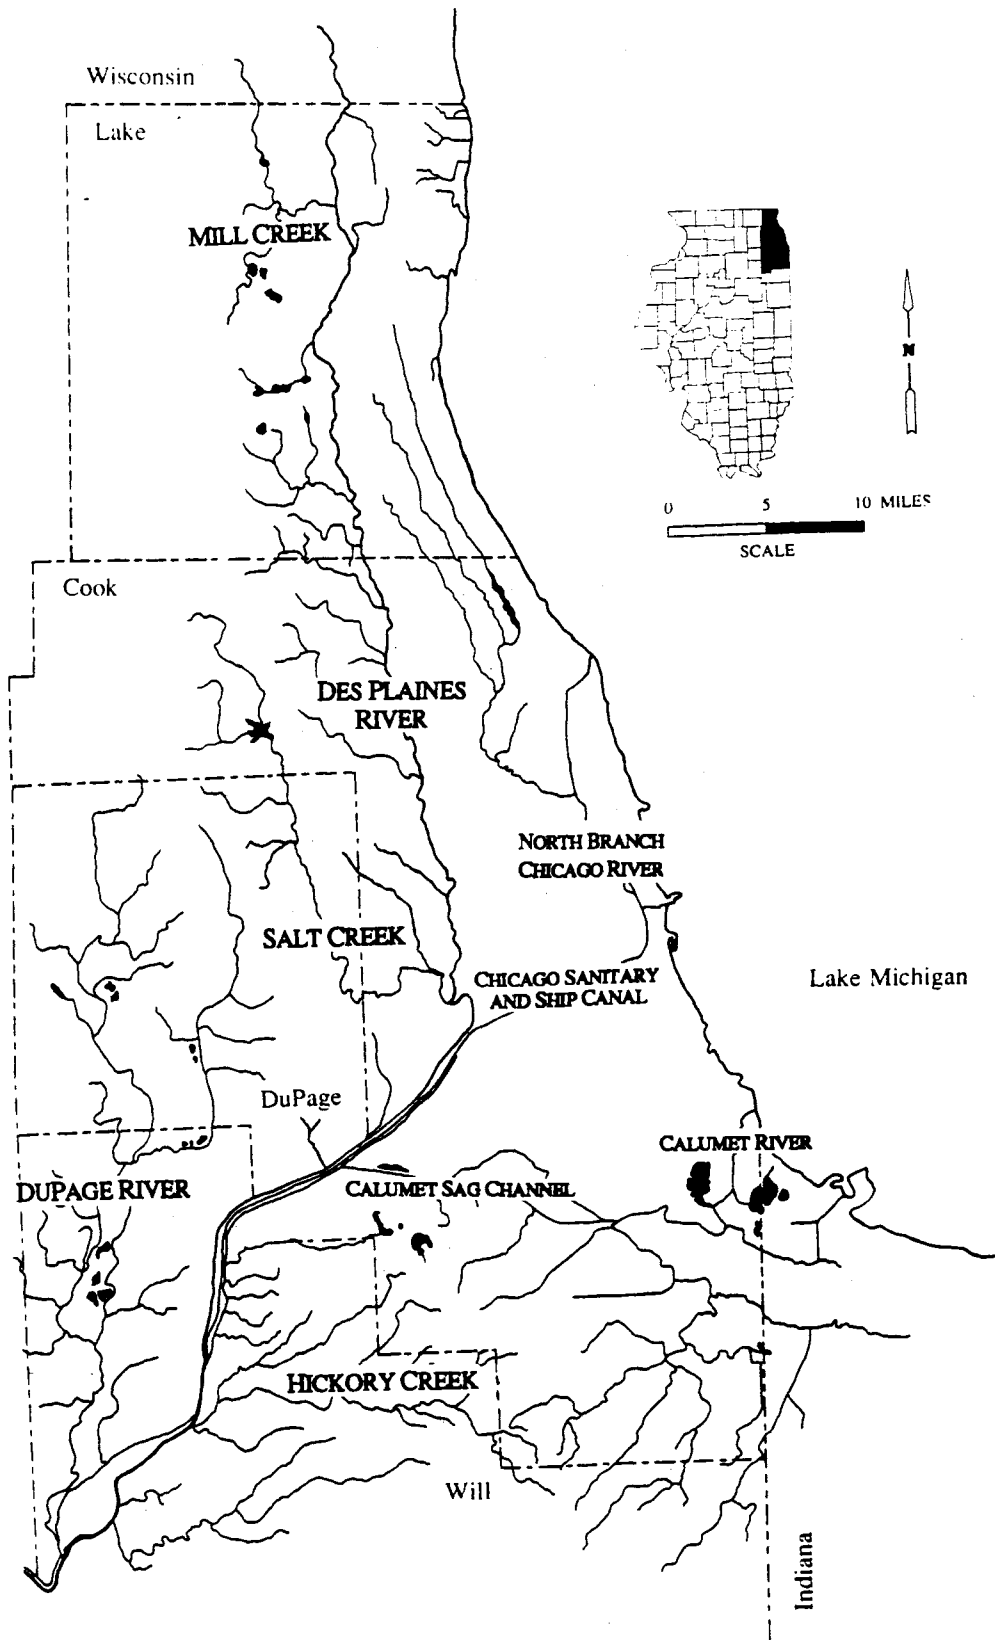 Wisconsin
Lake
MILL CREEK
N
0 5 10 MILES
SCALE
Cook
DES PLAINES
RIVER
NORTH BRANCH
CHICAGO RIVER
SALT CREEK
CHICAGO SANITARY
AND SHIP CANAL
Lake Michigan
DuPage
CALUMET RIVER
DUPAGE RIVER
CALUMET SAG CHANNEL
HICKORY CREEK
Will
Indiana